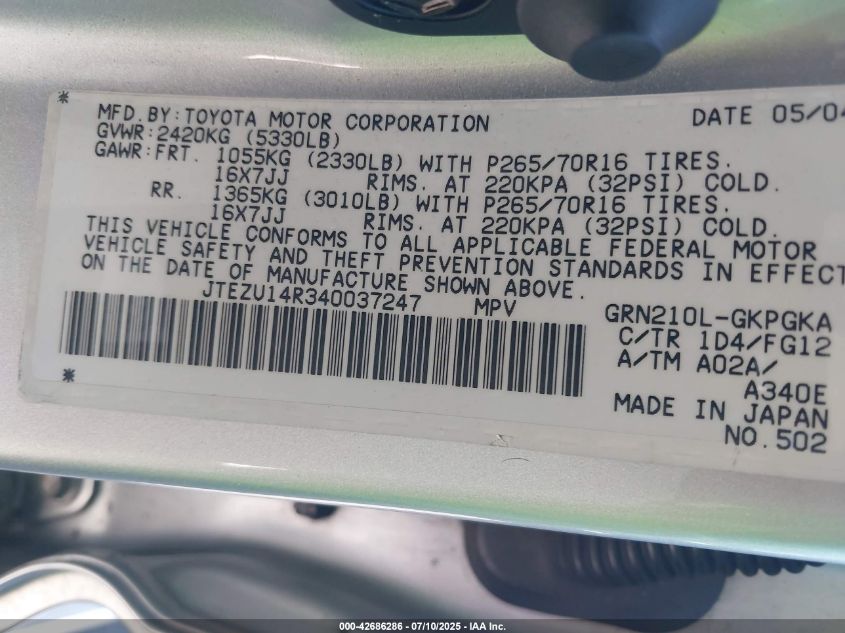 MFD.BY:TOYOTA MOTOR CORPORATION DATE 05/04
GVWR:2420KG (5330LB)
GAWR:FRT. 1055KG (2330LB) WITH P265/70R16 TIRES.
16X7JJ RIMS. AT 220KPA (32PSI) COLD.
RR. 1365KG (3010LB) WITH P265/70R16 TIRES.
16X7JJ RIMS. AT 220KPA (32PSI) COLD.
THIS VEHICLE CONFORMS TO ALL APPLICABLE FEDERAL MOTOR
VEHICLE SAFETY AND THEFT PREVENTION STANDARDS IN EFFECT
ON THE DATE OF MANUFACTURE SHOWN ABOVE.
JTEZU14R340037247 MPV
GRN210L-GKPGKA
C/TR 1D4/FG12
A/TM A02A/
A340E
MADE IN JAPAN
NO.502
000-42686286 - 07/10/2025 - IAA Inc.